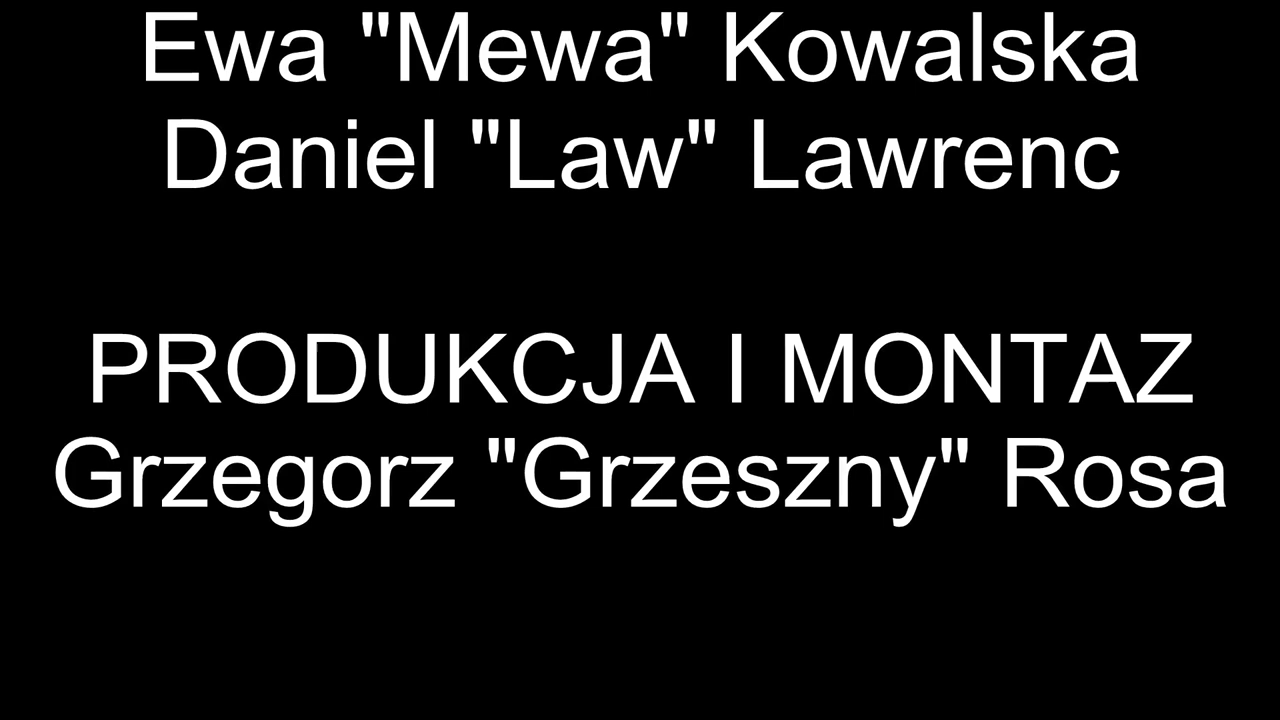 Ewa "Mewa" Kowalska
Daniel "Law" Lawrenc
PRODUKCJA I MONTAZ
Grzegorz "Grzeszny" Rosa